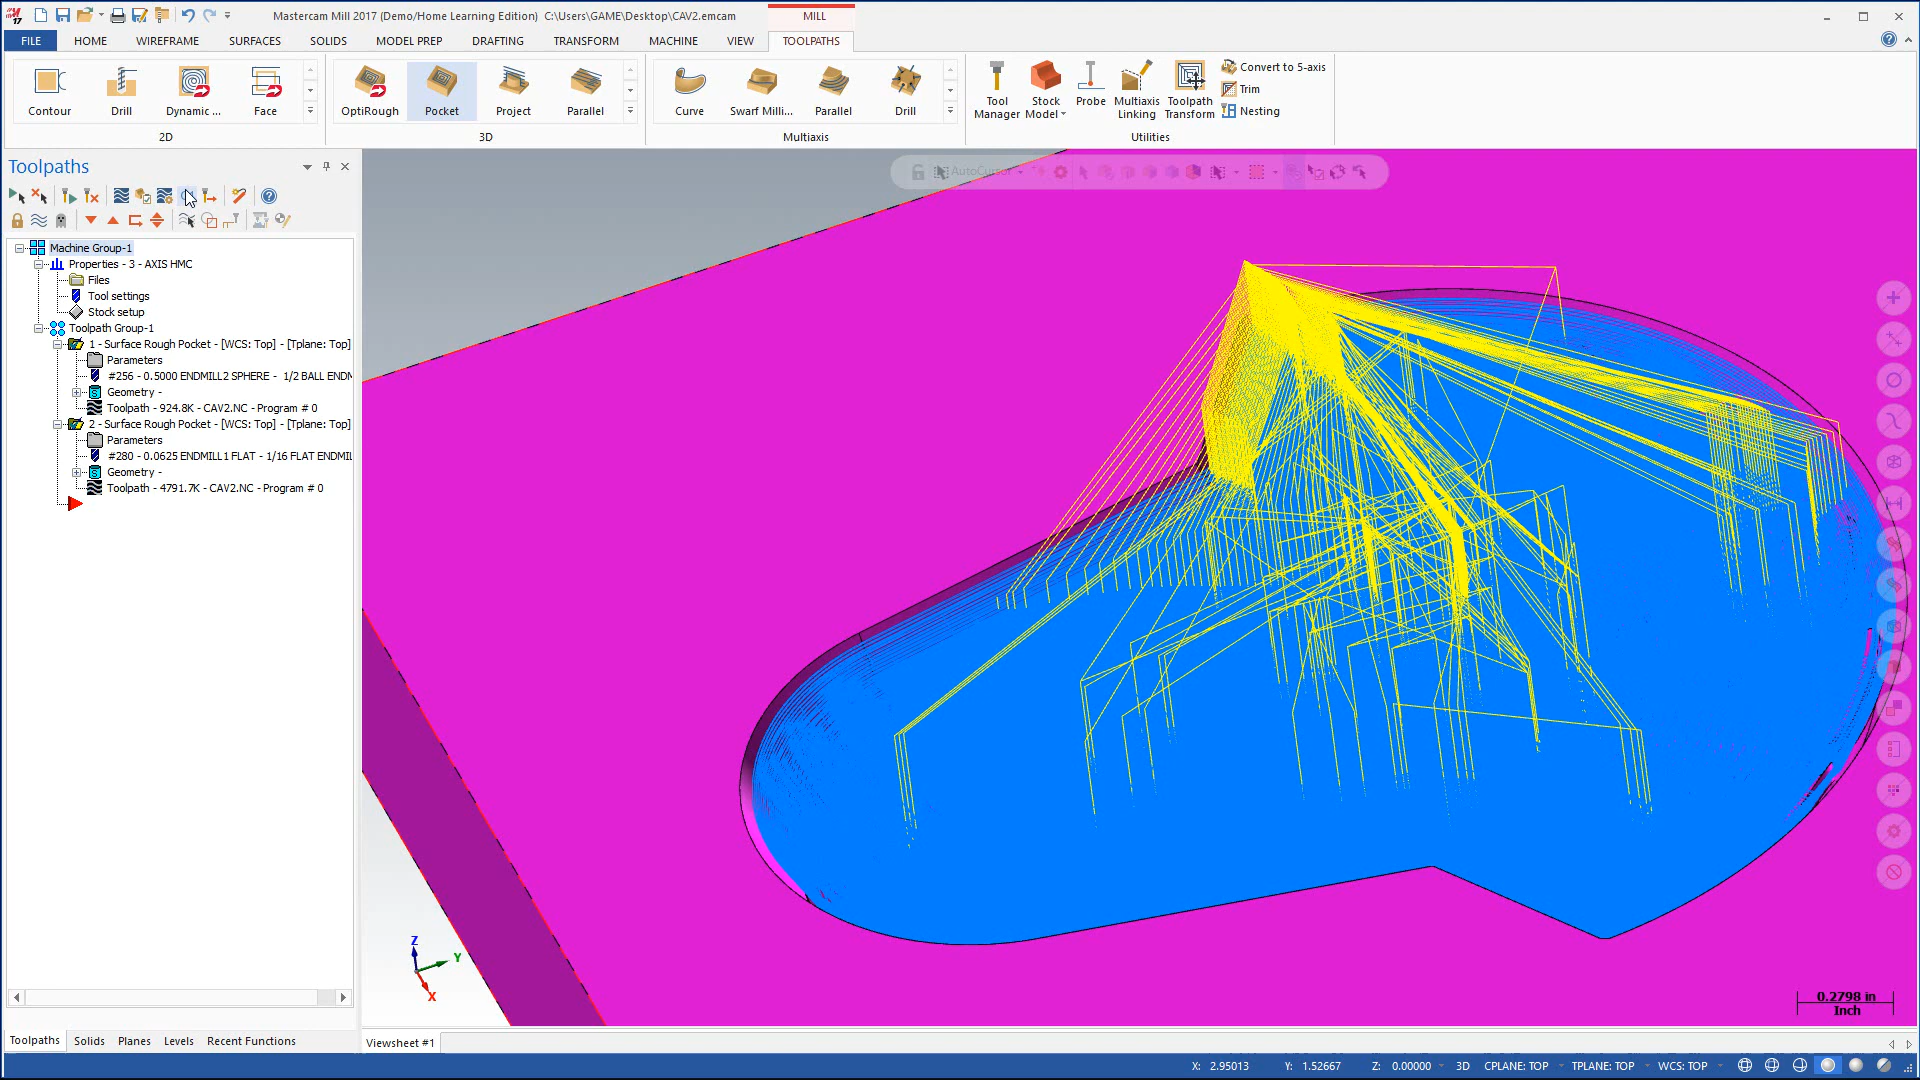 Mastercam Mill 2017 (Demo/Home Learning Edition) C:\Users\GAME\Desktop\CAV2.emcam
MILL
FILE HOME WIREFRAME SURFACES SOLIDS MODEL PREP DRAFTING TRANSFORM MACHINE VIEW TOOLPATHS
Contour Drill Dynamic ... Face
2D
OptiRough Pocket Project Parallel
3D
Curve Swarf Milli... Parallel Drill
Multiaxis
Tool Manager
Stock Model
Probe
Multiaxis Linking
Toolpath Transform
Convert to 5-axis
Trim
Nesting
Utilities
Toolpaths
AutoCursor
Machine Group-1
Properties - 3 - AXIS HMC
Files
Tool settings
Stock setup
Toolpath Group-1
1 - Surface Rough Pocket - [WCS: Top] - [Tplane: Top]
Parameters
#256 - 0.5000 ENDMILL2 SPHERE - 1/2 BALL ENDM
Geometry -
Toolpath - 924.8K - CAV2.NC - Program # 0
2 - Surface Rough Pocket - [WCS: Top] - [Tplane: Top]
Parameters
#280 - 0.0625 ENDMILL1 FLAT - 1/16 FLAT ENDMIL
Geometry -
Toolpath - 4791.7K - CAV2.NC - Program # 0
Z
Y
X
0.2798 in
Inch
Toolpaths Solids Planes Levels Recent Functions
Viewsheet #1
X: 2.95013 Y: 1.52667 Z: 0.00000 3D CPLANE: TOP TPLANE: TOP WCS: TOP